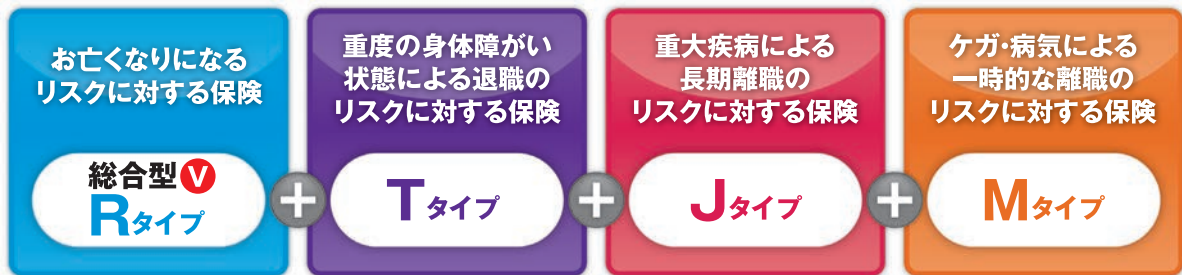 お亡くなりになる
リスクに対する保険
総合型V
Rタイプ
+
重度の身体障がい
状態による退職の
リスクに対する保険
Tタイプ
+
重大疾病による
長期離職の
リスクに対する保険
Jタイプ
+
ケガ・病気による
一時的な離職の
リスクに対する保険
Mタイプ